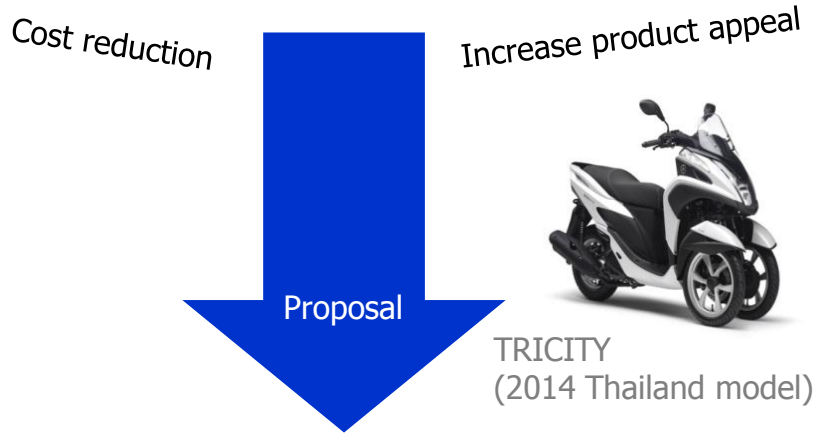 Cost reduction
Increase product appeal
Proposal
TRICITY
(2014 Thailand model)